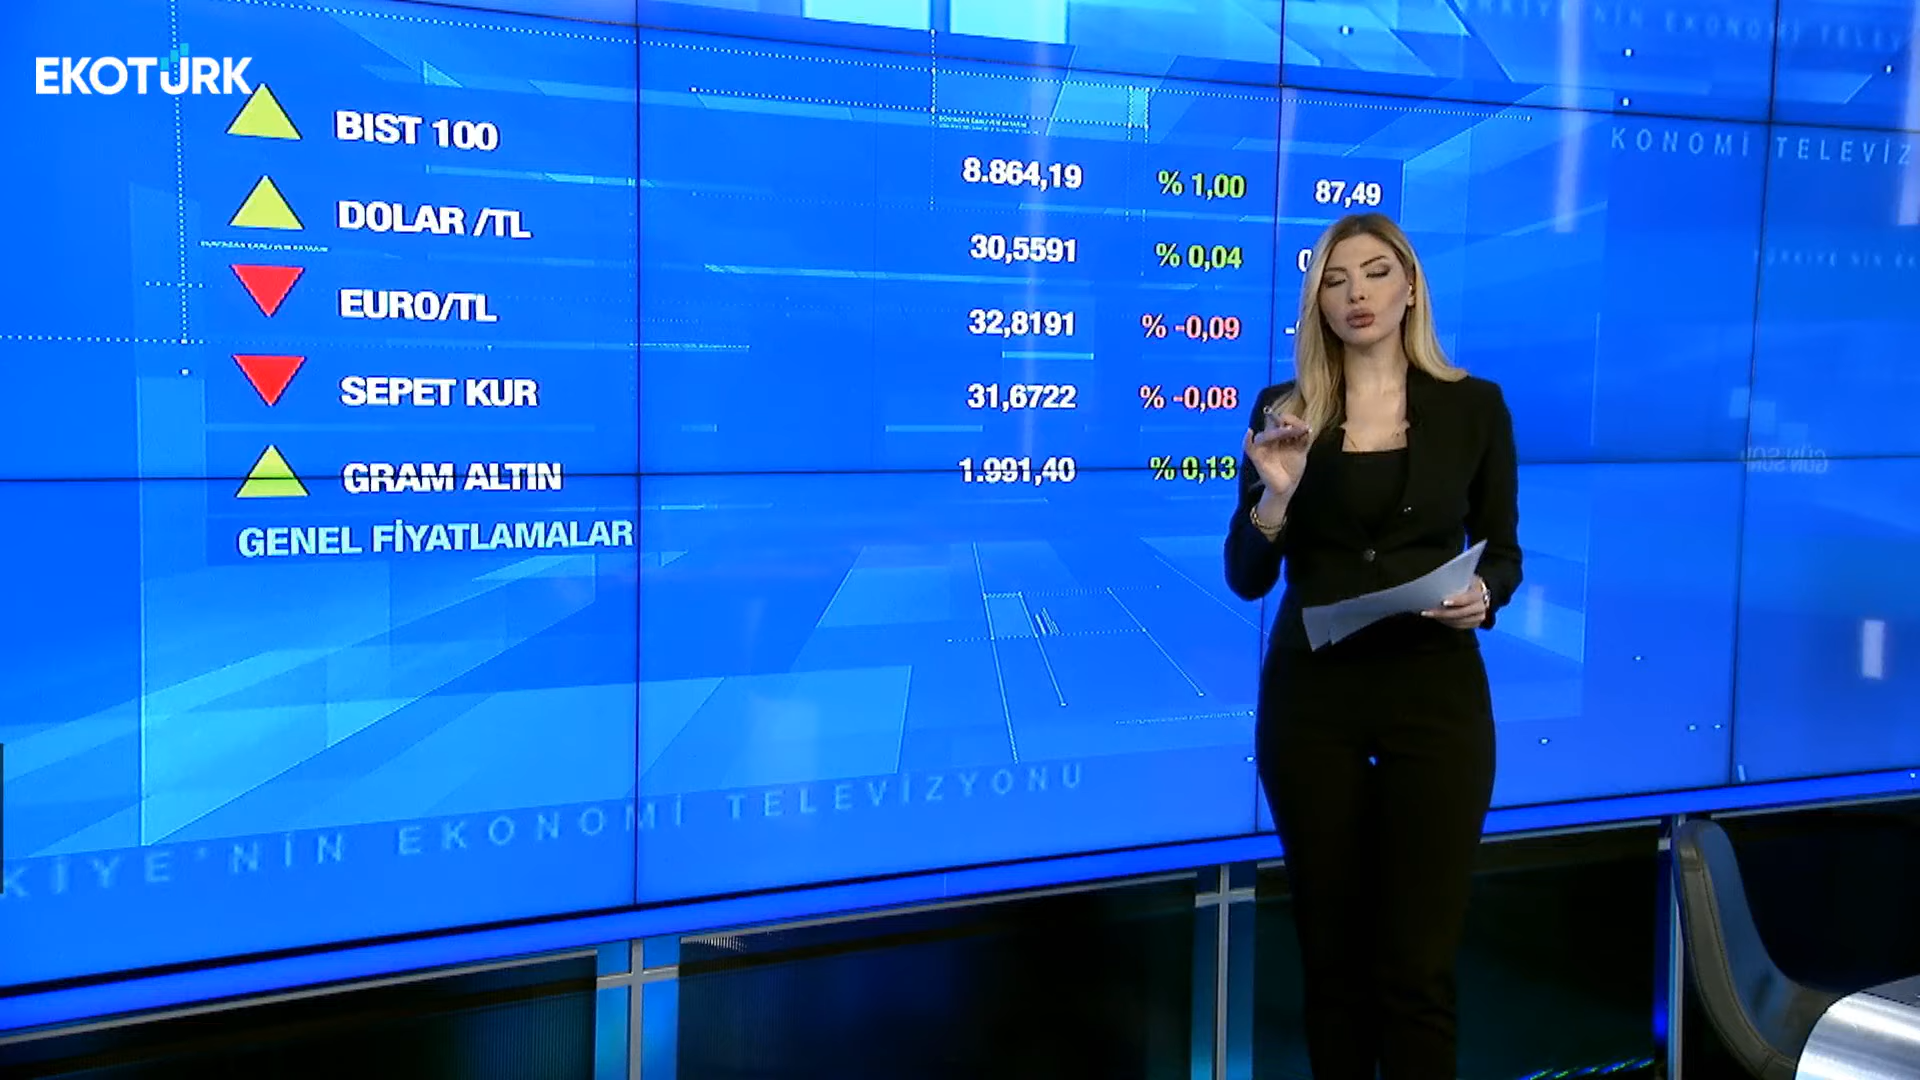 EKOTÜRK
BIST 100 8.864,19 % 1,00 87,49
DOLAR /TL 30,5591 % 0,04
EURO/TL 32,8191 % -0,09
SEPET KUR 31,6722 % -0,08
GRAM ALTIN 1.991,40 % 0,13
GENEL FİYATLAMALAR
KONOMİ TELEVİZ
GÜN SON
KİYE'NİN EKONOMİ TELEVİZYONU